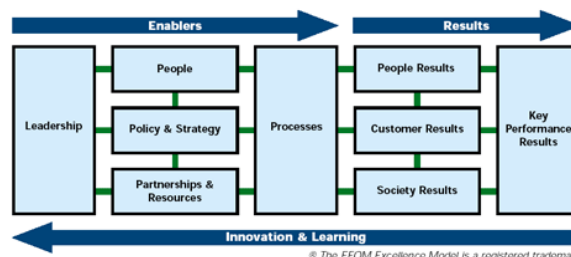 Enablers
Results
People
People Results
Leadership
Policy & Strategy
Processes
Customer Results
Key
Performance
Results
Partnerships &
Resources
Society Results
Innovation & Learning
® The EFQM Excellence Model is a registered